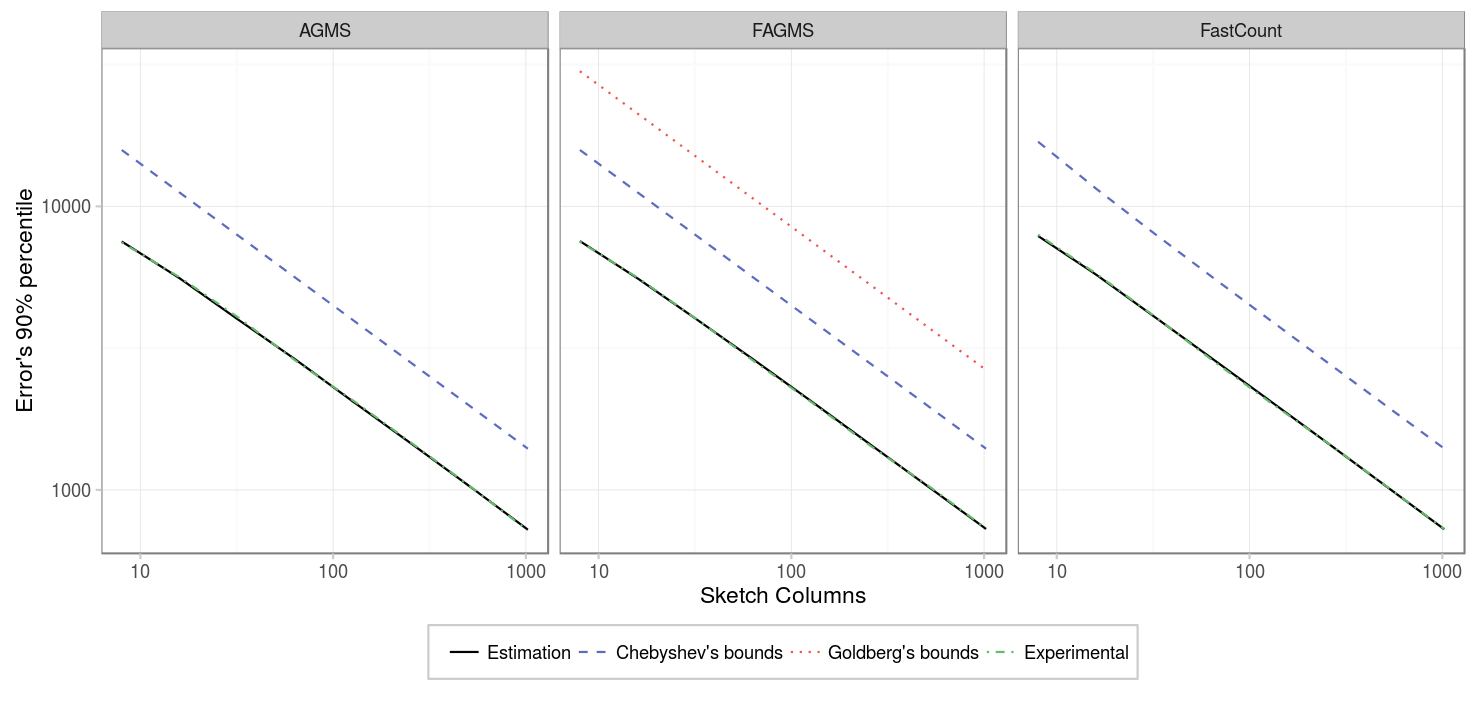 AGMS FAGMS FastCount
Error's 90% percentile
10000
1000
10 100 1000 10 100 1000 10 100 1000
Sketch Columns
Estimation Chebyshev's bounds Goldberg's bounds Experimental